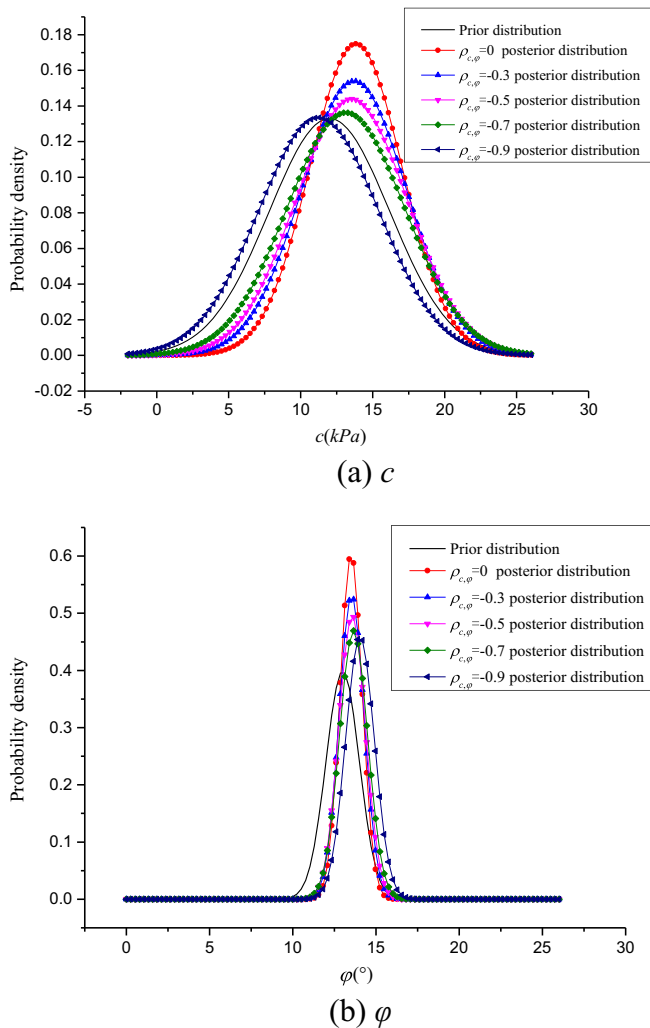 Prior distribution
ρc,φ=0 posterior distribution
ρc,φ=-0.3 posterior distribution
ρc,φ=-0.5 posterior distribution
ρc,φ=-0.7 posterior distribution
ρc,φ=-0.9 posterior distribution
0.18
0.16
0.14
0.12
0.10
0.08
0.06
0.04
0.02
0.00
-0.02
Probability density
-5 0 5 10 15 20 25 30
c(kPa)
(a) c
Prior distribution
ρc,φ=0 posterior distribution
ρc,φ=-0.3 posterior distribution
ρc,φ=-0.5 posterior distribution
ρc,φ=-0.7 posterior distribution
ρc,φ=-0.9 posterior distribution
0.6
0.5
0.4
0.3
0.2
0.1
0.0
Probability density
0 5 10 15 20 25 30
φ(°)
(b) φ